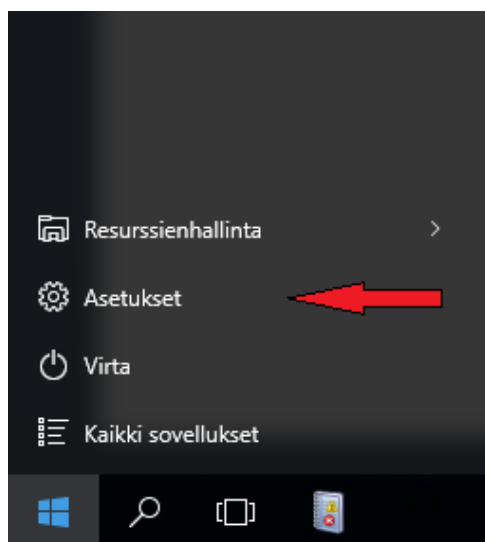 Resurssienhallinta
Asetukset
Virta
Kaikki sovellukset